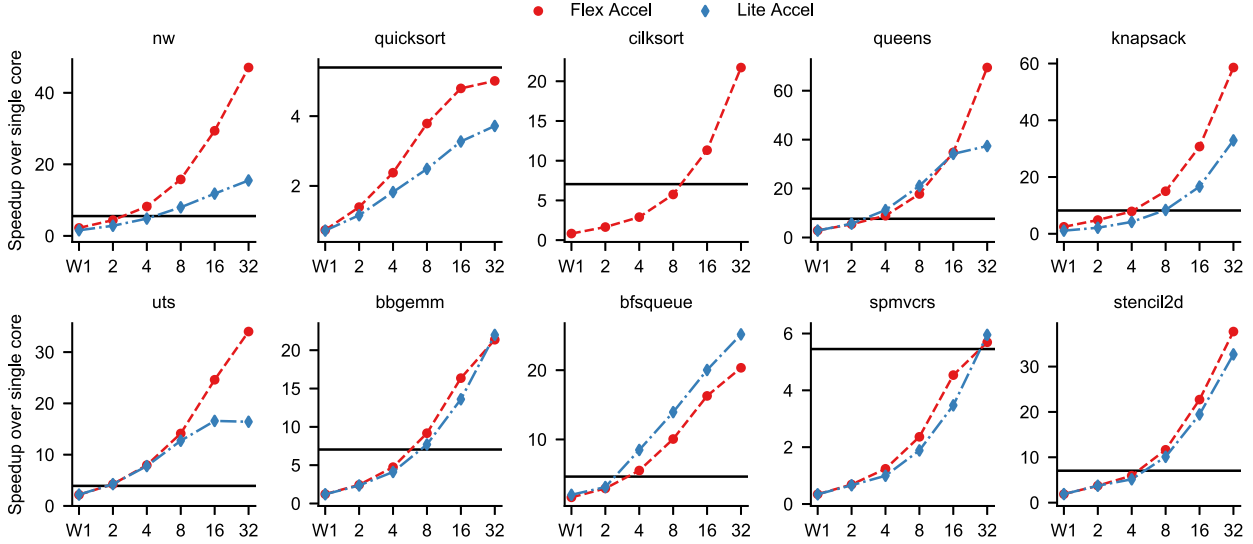 Flex Accel Lite Accel
nw quicksort cilksort queens knapsack
Speedup over single core
40
20
0
W1 2 4 8 16 32
4
2
W1 2 4 8 16 32
20
15
10
5
0
W1 2 4 8 16 32
60
40
20
0
W1 2 4 8 16 32
60
40
20
0
W1 2 4 8 16 32
uts bbgemm bfsqueue spmvcrs stencil2d
Speedup over single core
30
20
10
0
W1 2 4 8 16 32
20
15
10
5
0
W1 2 4 8 16 32
20
10
W1 2 4 8 16 32
6
4
2
0
W1 2 4 8 16 32
30
20
10
0
W1 2 4 8 16 32